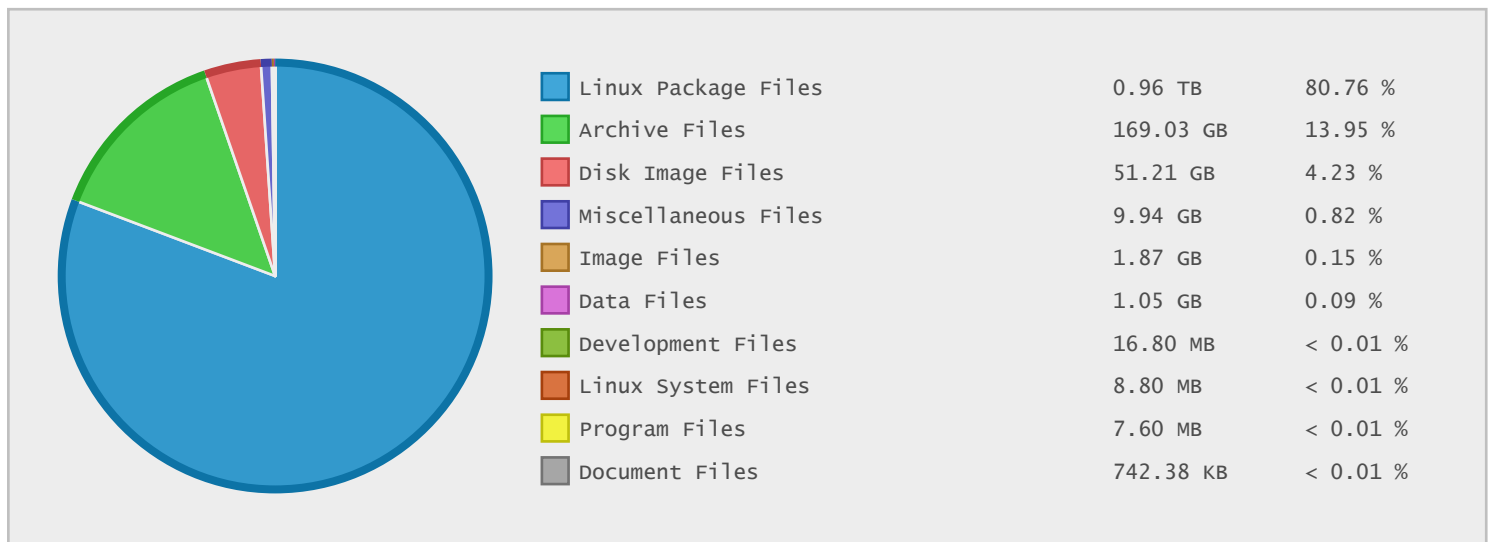 Linux Package Files 0.96 TB 80.76 %
Archive Files 169.03 GB 13.95 %
Disk Image Files 51.21 GB 4.23 %
Miscellaneous Files 9.94 GB 0.82 %
Image Files 1.87 GB 0.15 %
Data Files 1.05 GB 0.09 %
Development Files 16.80 MB < 0.01 %
Linux System Files 8.80 MB < 0.01 %
Program Files 7.60 MB < 0.01 %
Document Files 742.38 KB < 0.01 %